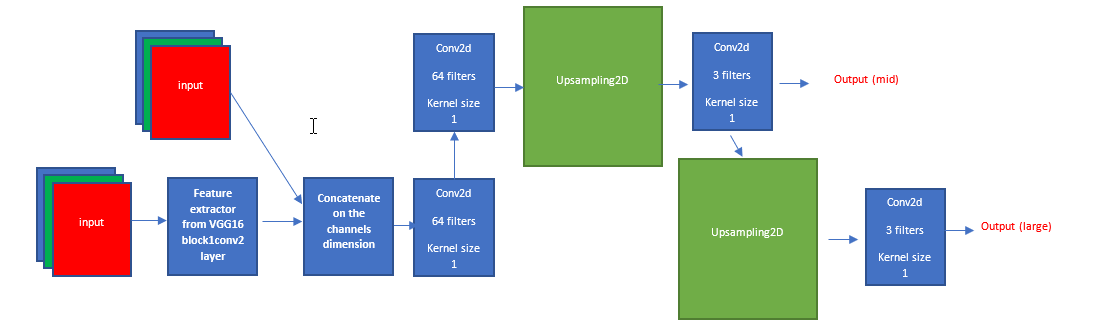 input
input
Feature
extractor
from VGG16
block1conv2
layer
Concatenate
on the
channels
dimension
Conv2d
64 filters
Kernel size
1
Conv2d
64 filters
Kernel size
1
Upsampling2D
Conv2d
3 filters
Kernel size
1
Output (mid)
Upsampling2D
Conv2d
3 filters
Kernel size
1
Output (large)